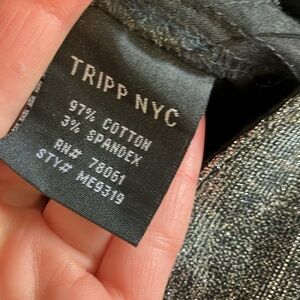 TRIPP NYC
97% COTTON
3% SPANDEX
RN# 78061
STY# ME9319